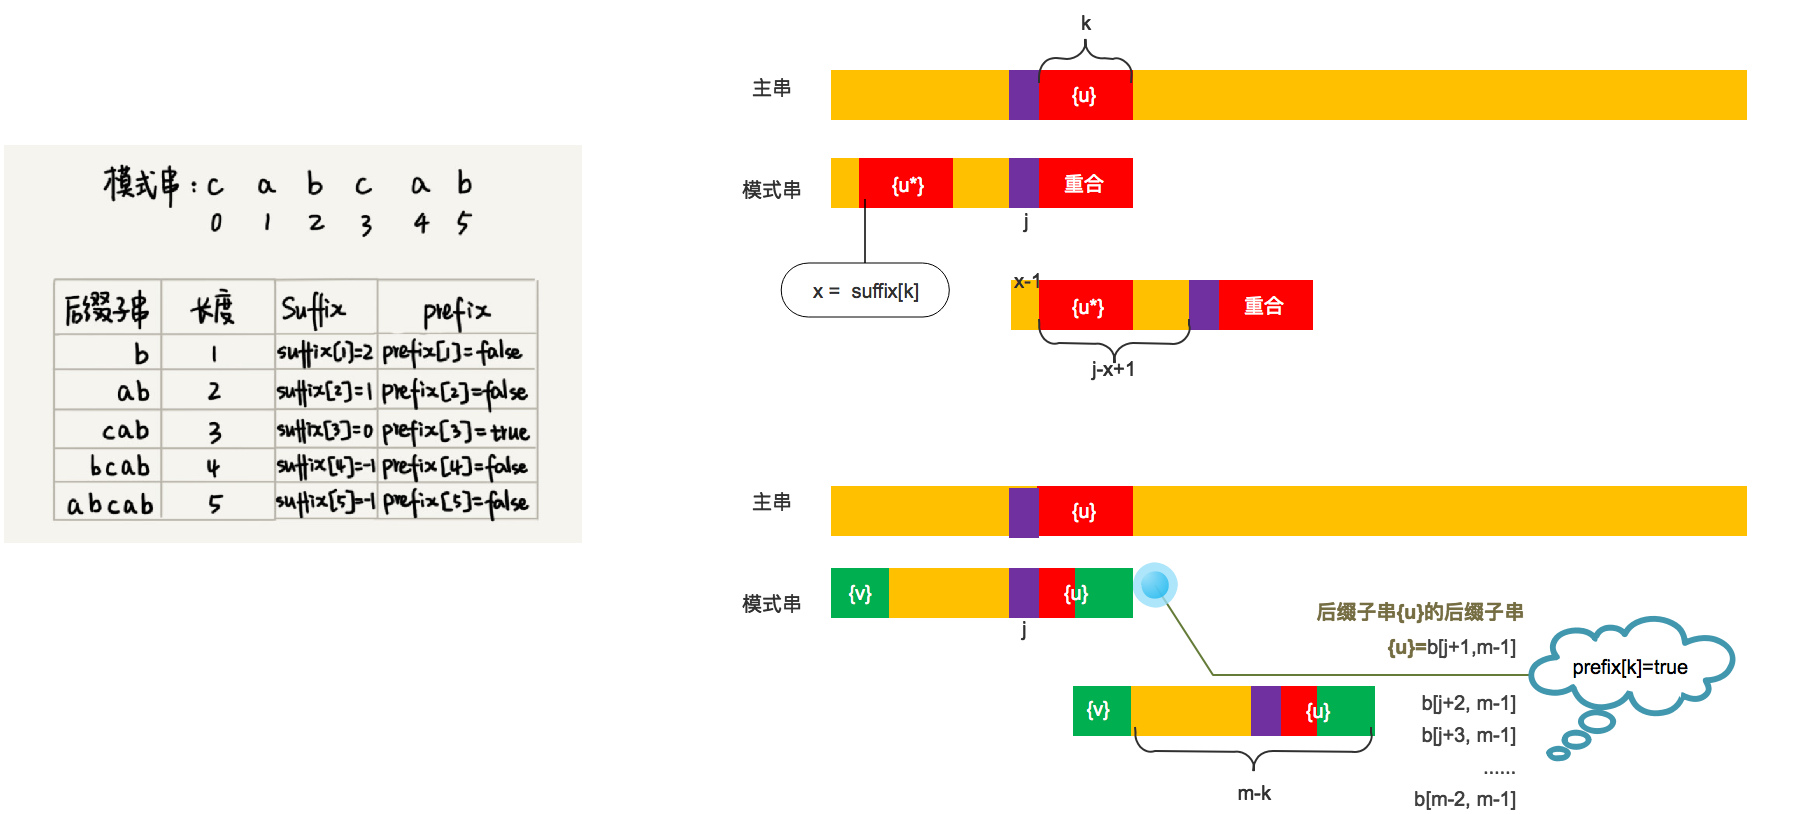 模式串: c a b c a b
0 1 2 3 4 5
后缀子串 长度 Suffix prefix
b 1 suffix[1]=2 prefix[1]=false
ab 2 suffix[2]=1 prefix[2]=false
cab 3 suffix[3]=0 prefix[3]=true
bcab 4 suffix[4]=-1 prefix[4]=false
abcab 5 suffix[5]=-1 prefix[5]=false
k
主串
{u}
模式串
{u*}
重合
j
x = suffix[k]
x-1
{u*}
重合
j-x+1
主串
{u}
模式串
{v}
{u}
j
后缀子串{u}的后缀子串
{u}=b[j+1,m-1]
prefix[k]=true
b[j+2, m-1]
b[j+3, m-1]
......
b[m-2, m-1]
{v}
{u}
m-k